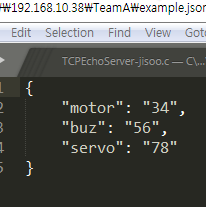 ₩192.168.10.38₩TeamA₩example.json
Edit Selection Find View Goto
TCPEchoServer-jisoo.c — C\...
{
2 "motor": "34",
3 "buz": "56",
4 "servo": "78"
5 }